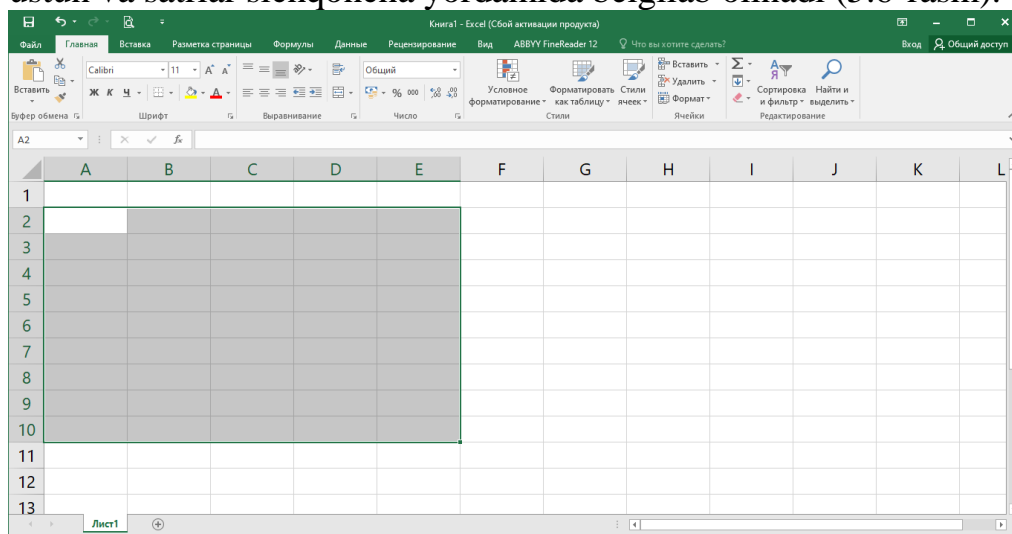 ustun va satrlar sichqoncha yordamida belgilab olinadi (3.8-rasm).
Книга1 - Excel (Сбой активации продукта)
Файл Главная Вставка Разметка страницы Формулы Данные Рецензирование Вид ABBYY FineReader 12 Что вы хотите сделать? Вход Общий доступ
Вставить
Calibri 11
Ж К Ч
Общий
% 000
Условное форматирование
Форматировать как таблицу
Стили ячеек
Вставить
Удалить
Формат
Сортировка и фильтр
Найти и выделить
Буфер обмена Шрифт Выравнивание Число Стили Ячейки Редактирование
A2 fx
A B C D E F G H I J K L
1
2
3
4
5
6
7
8
9
10
11
12
13
Лист1